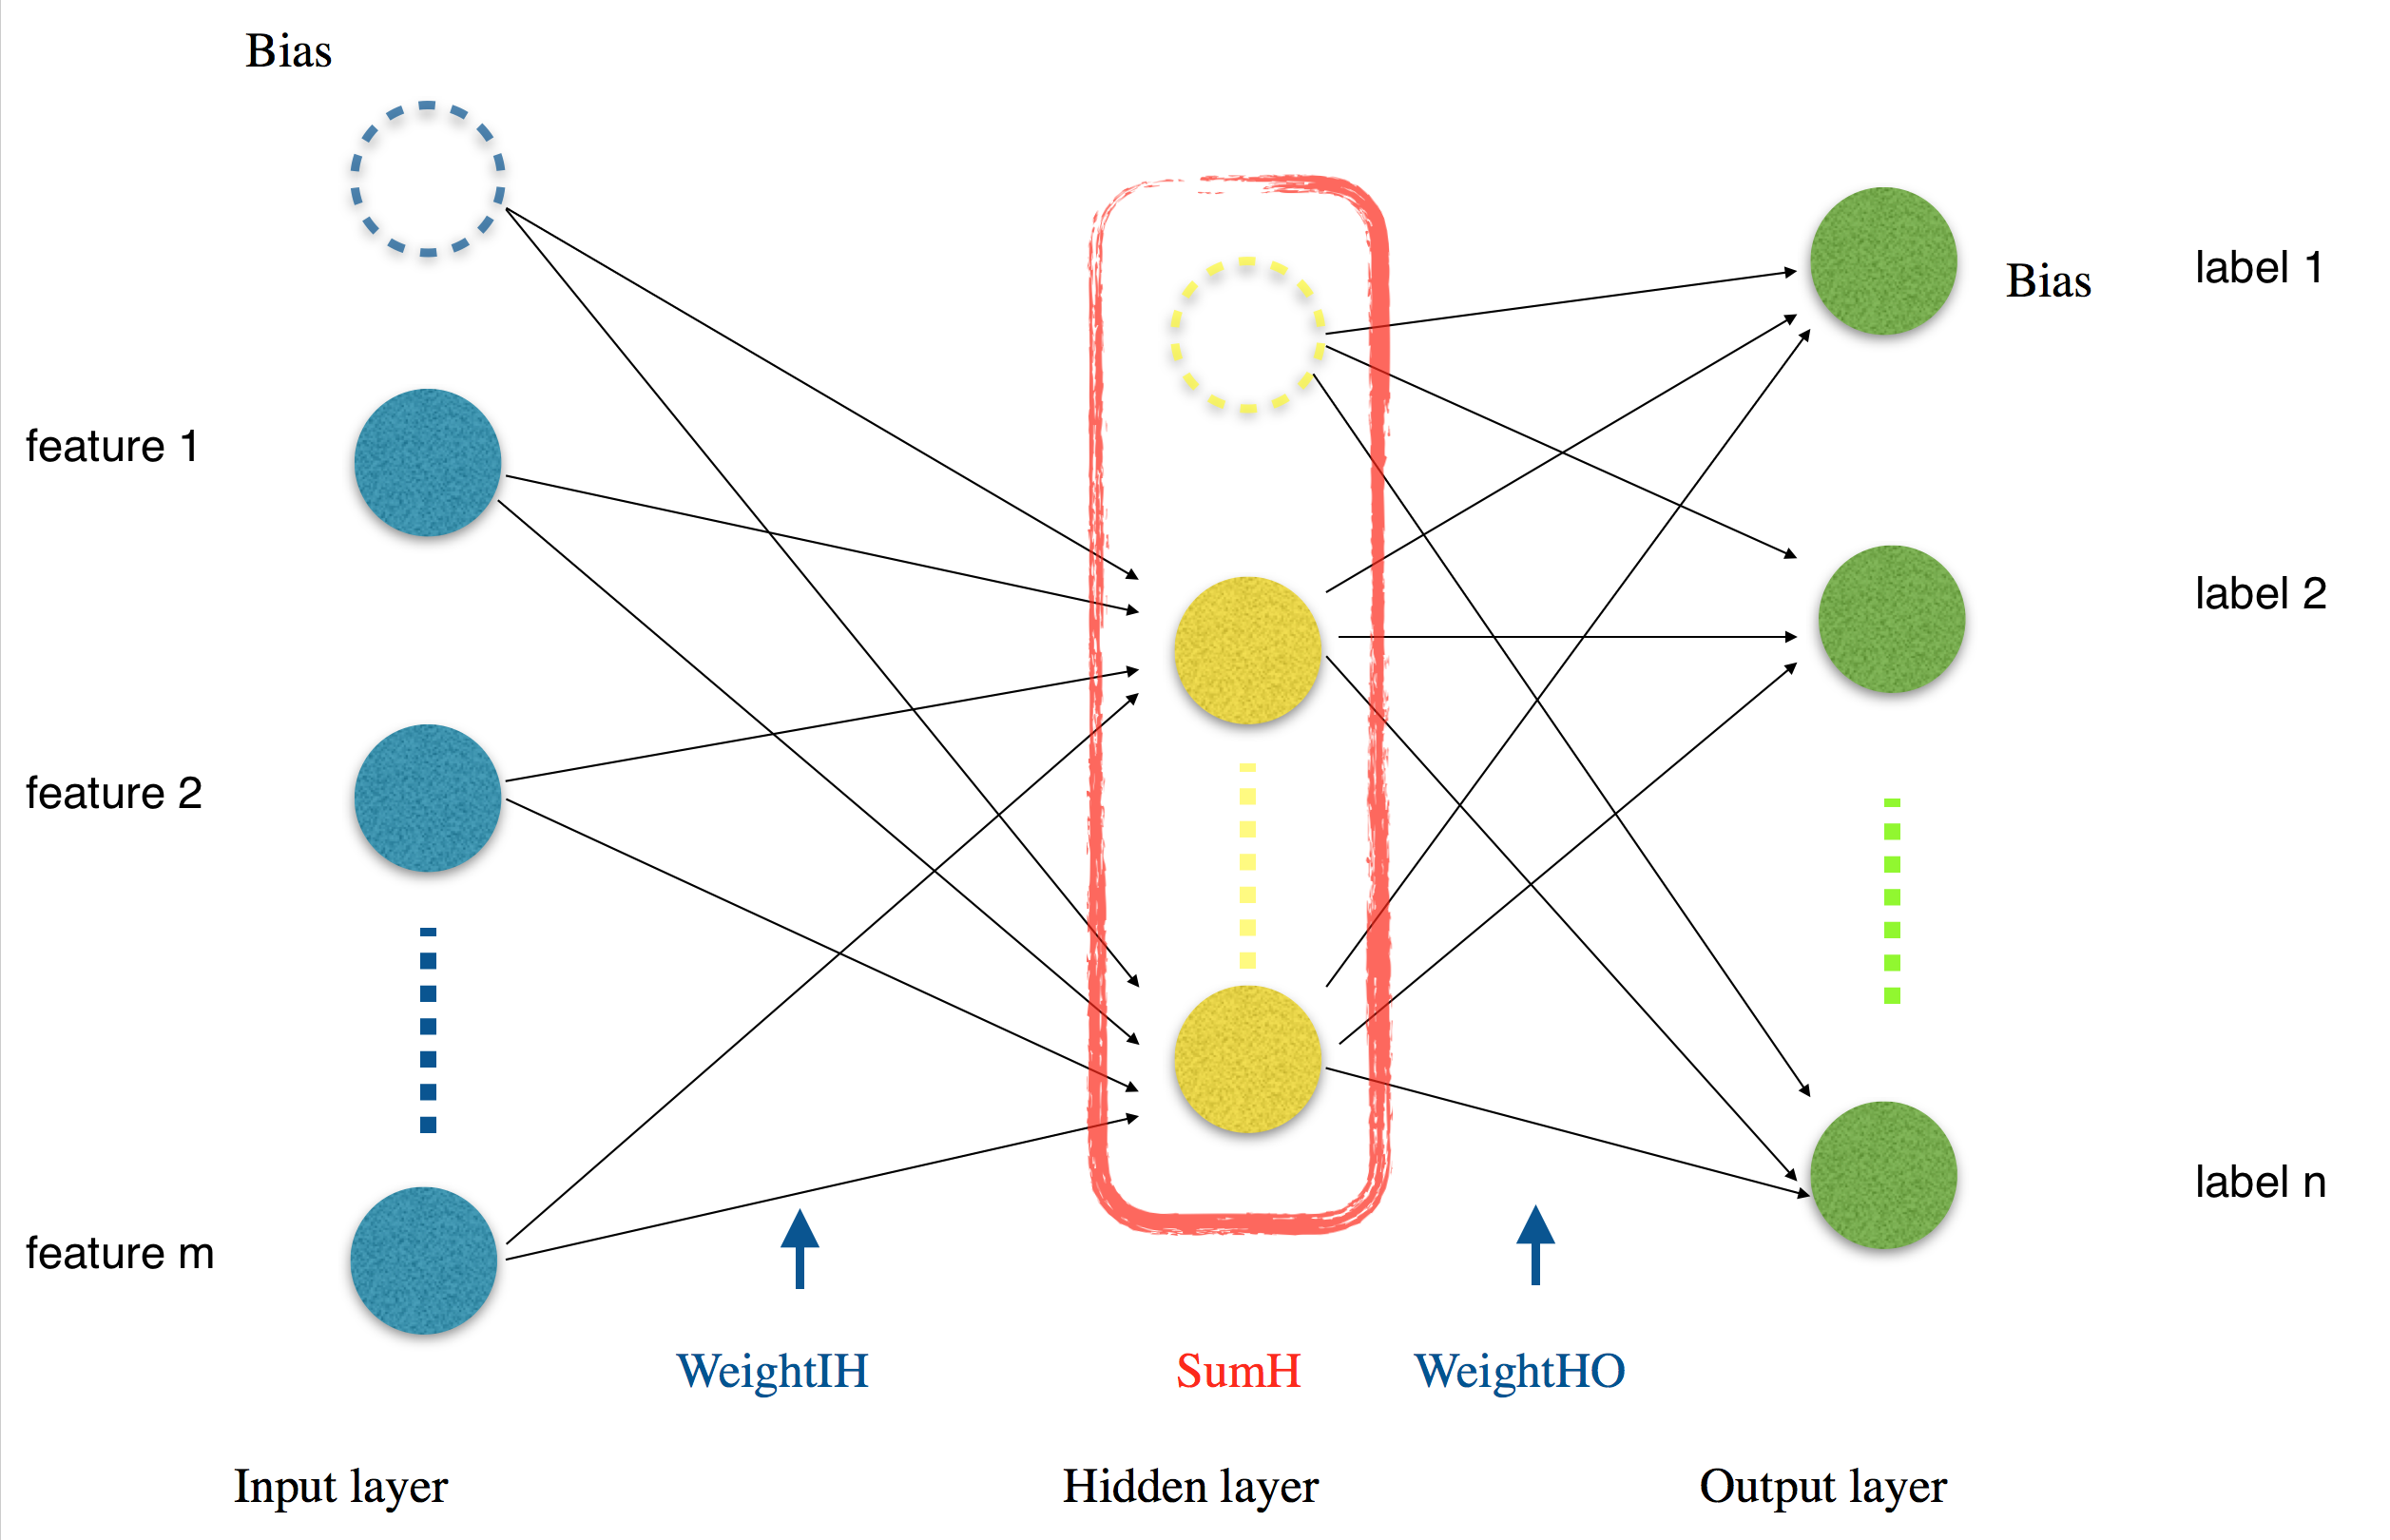 Bias
label 1
Bias
feature 1
label 2
feature 2
label n
feature m
WeightIH
SumH
WeightHO
Input layer
Hidden layer
Output layer